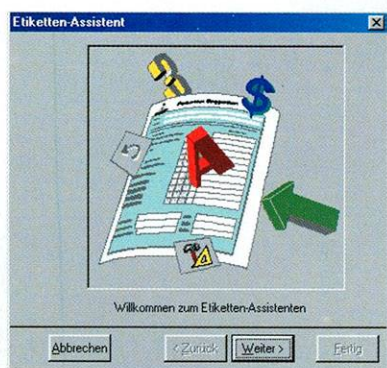 Etiketten-Assistent
A
$
Willkommen zum Etiketten-Assistenten
Abbrechen
< Zurück
Weiter >
Fertig